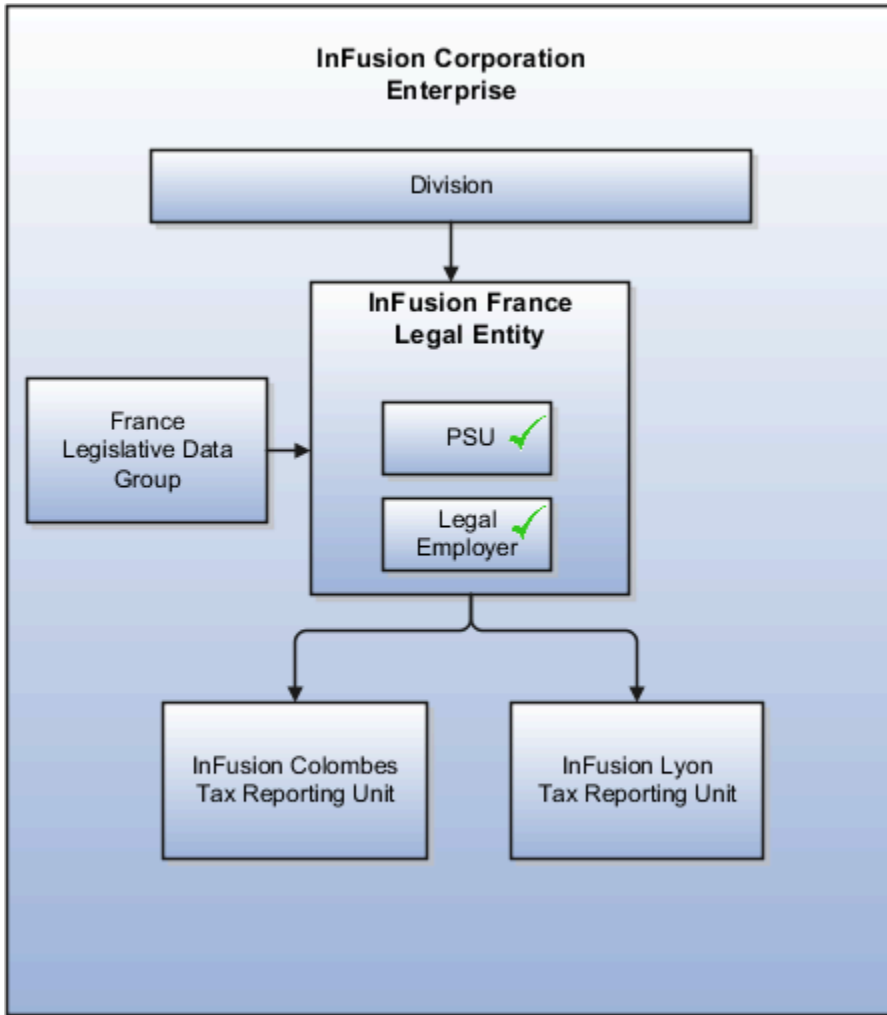 InFusion Corporation
Enterprise
Division
InFusion France
Legal Entity
France
Legislative Data
Group
PSU
Legal
Employer
InFusion Colombes
Tax Reporting Unit
InFusion Lyon
Tax Reporting Unit